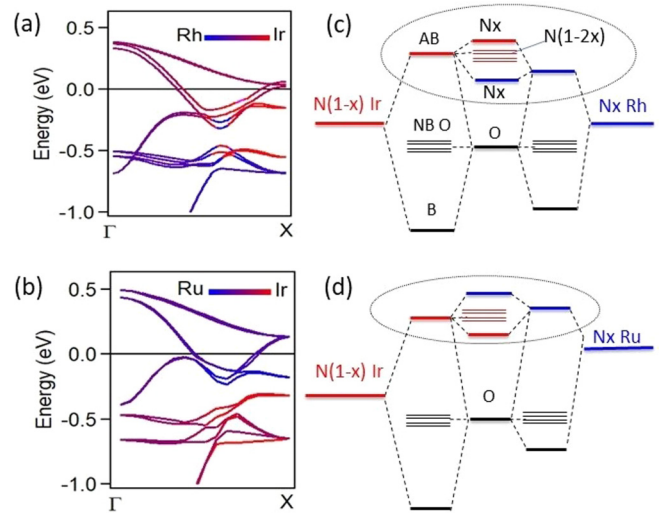 (a)
Rh Ir
0.5
0.0
-0.5
-1.0
Energy (eV)
Γ X
(c)
AB
Nx
N(1-2x)
Nx
N(1-x) Ir
Nx Rh
NB O
O
B
(b)
Ru Ir
0.5
0.0
-0.5
-1.0
Energy (eV)
Γ X
(d)
Nx Ru
N(1-x) Ir
O